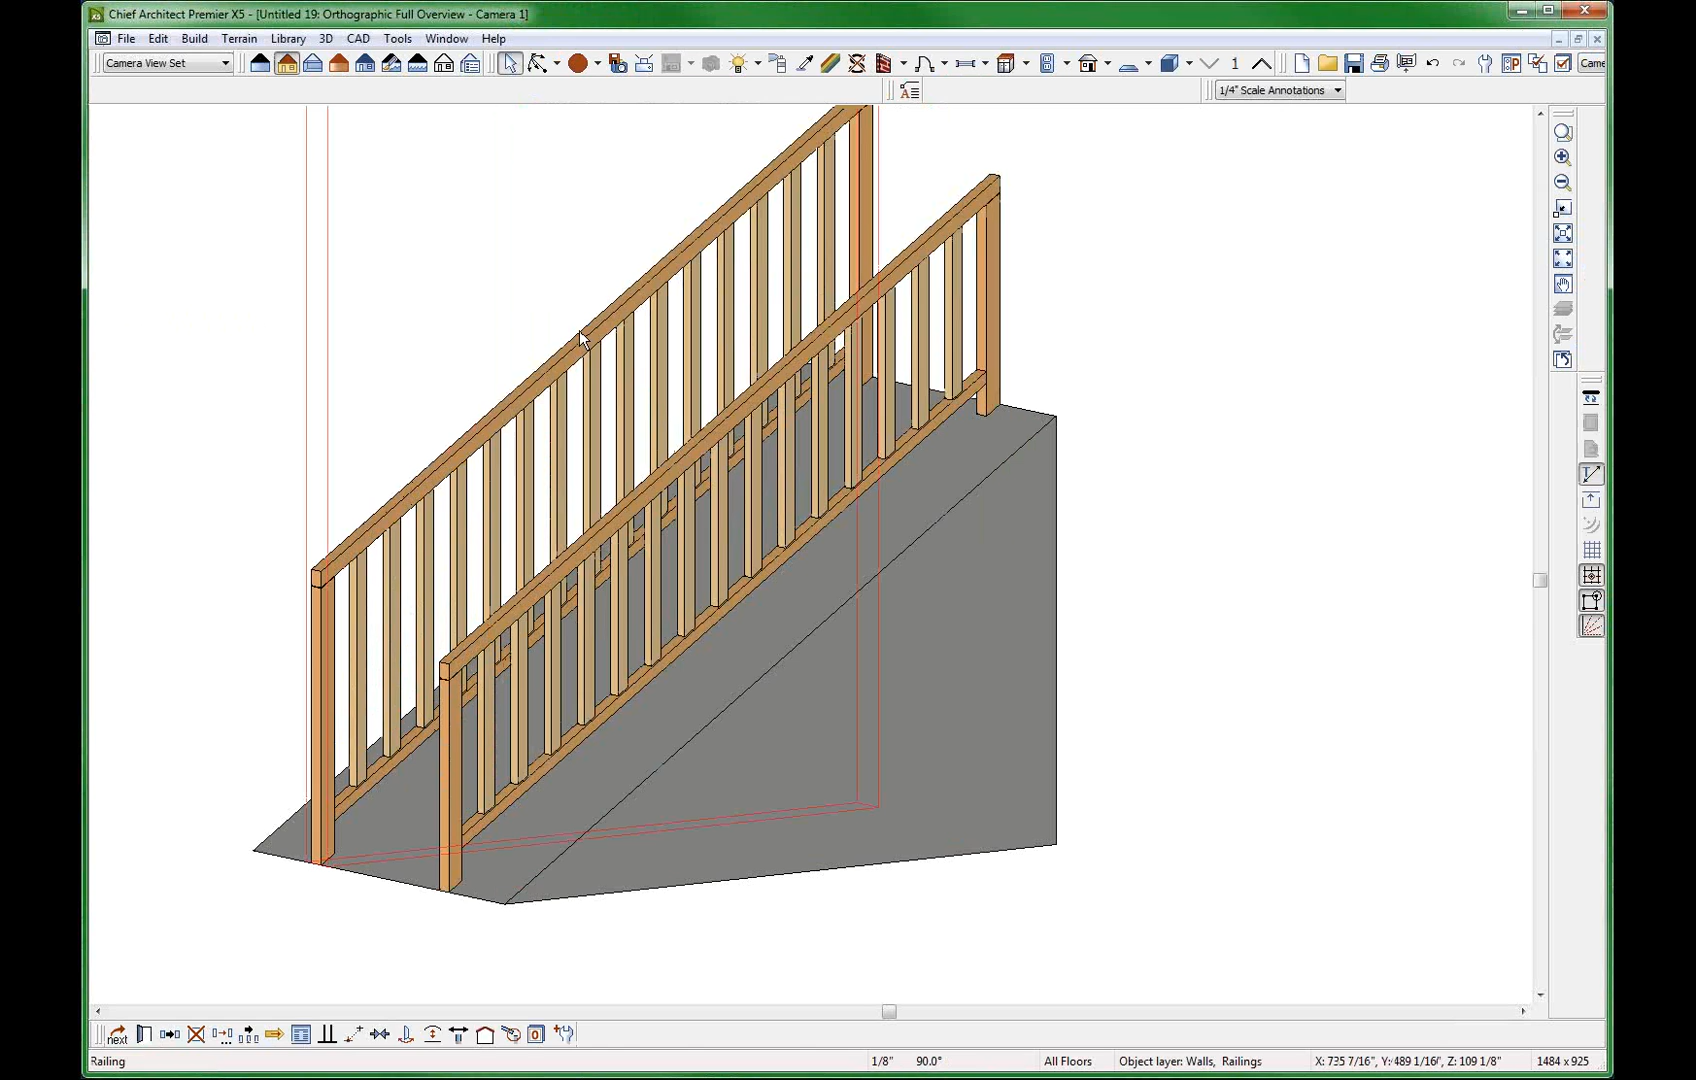 Chief Architect Premier X5 - [Untitled 19: Orthographic Full Overview - Camera 1]
File Edit Build Terrain Library 3D CAD Tools Window Help
Camera View Set 1 Came
1/4" Scale Annotations
next
Railing 1/8" 90.0° All Floors Object layer: Walls, Railings X: 735 7/16", Y: 489 1/16", Z: 109 1/8" 1484 x 925